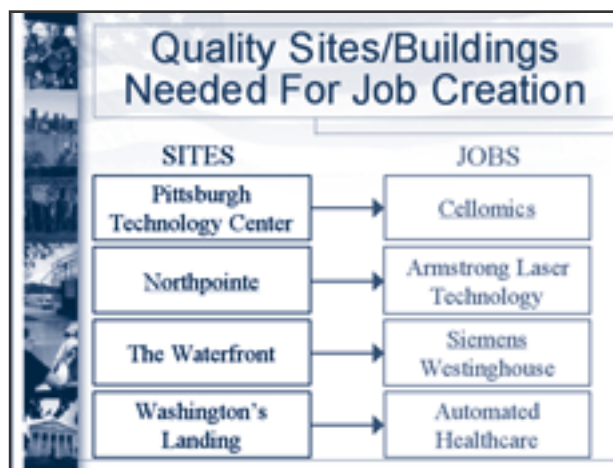 Quality Sites/Buildings
Needed For Job Creation
SITES
JOBS
Pittsburgh
Technology Center
Cellomics
Northpointe
Armstrong Laser
Technology
The Waterfront
Siemens
Westinghouse
Washington's
Landing
Automated
Healthcare